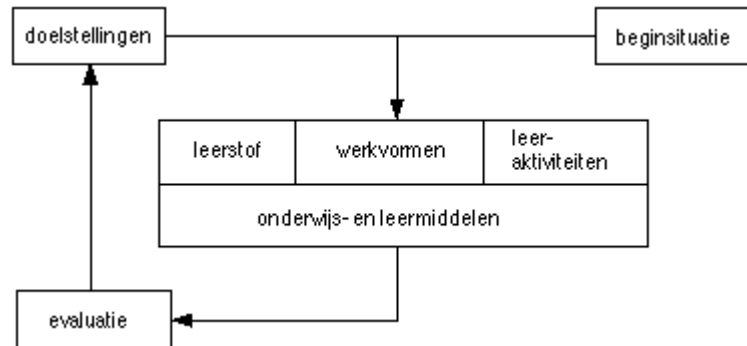 doelstellingen
beginsituatie
leerstof
werkvormen
leer-
aktiviteiten
onderwijs- en leermiddelen
evaluatie